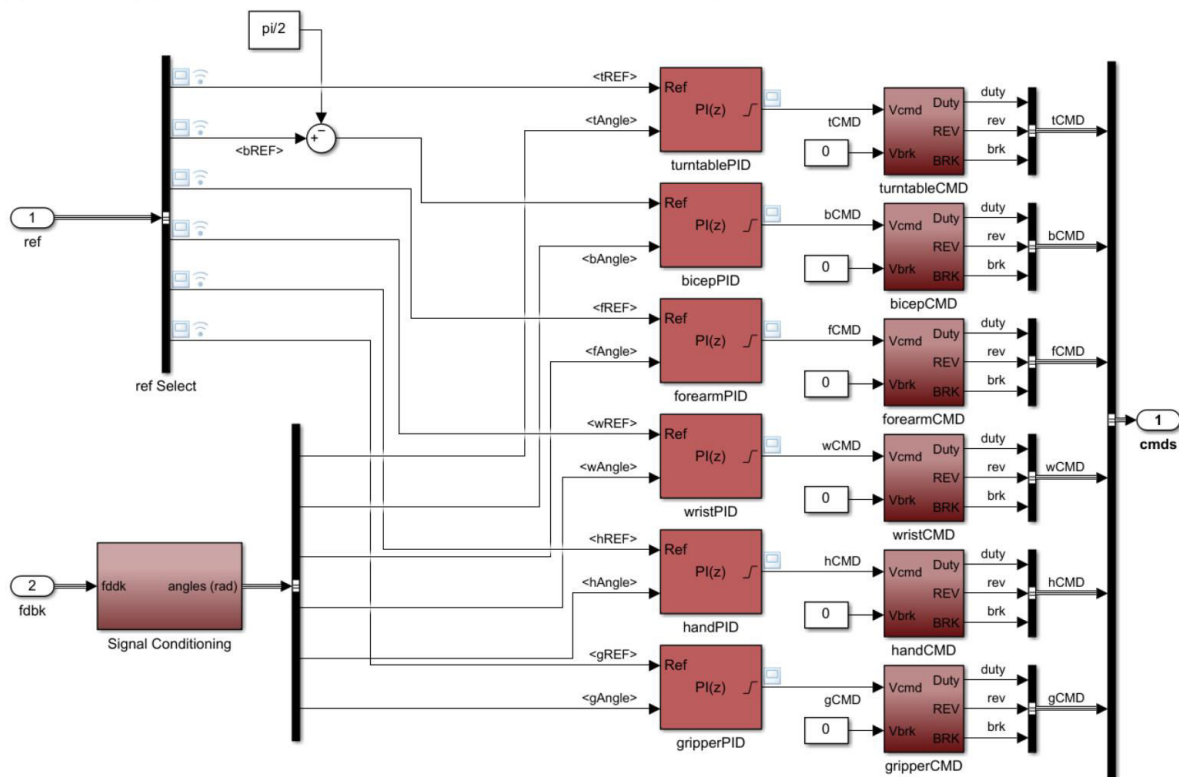 pi/2
<tREF>
Ref
PI(z)
<tAngle>
turntablePID
tCMD
Vcmd
Duty
REV
BRK
Vbrk
0
turntableCMD
duty
rev
brk
tCMD
−
+
<bREF>
Ref
PI(z)
<bAngle>
bicepPID
bCMD
Vcmd
Duty
REV
BRK
Vbrk
0
bicepCMD
duty
rev
brk
bCMD
1
ref
<fREF>
Ref
PI(z)
<fAngle>
forearmPID
fCMD
Vcmd
Duty
REV
BRK
Vbrk
0
forearmCMD
duty
rev
brk
fCMD
ref Select
<wREF>
Ref
PI(z)
<wAngle>
wristPID
wCMD
Vcmd
Duty
REV
BRK
Vbrk
0
wristCMD
duty
rev
brk
wCMD
1
cmds
<hREF>
Ref
PI(z)
<hAngle>
handPID
hCMD
Vcmd
Duty
REV
BRK
Vbrk
0
handCMD
duty
rev
brk
hCMD
2
fdbk
fddk
angles (rad)
Signal Conditioning
<gREF>
Ref
PI(z)
<gAngle>
gripperPID
gCMD
Vcmd
Duty
REV
BRK
Vbrk
0
gripperCMD
duty
rev
brk
gCMD